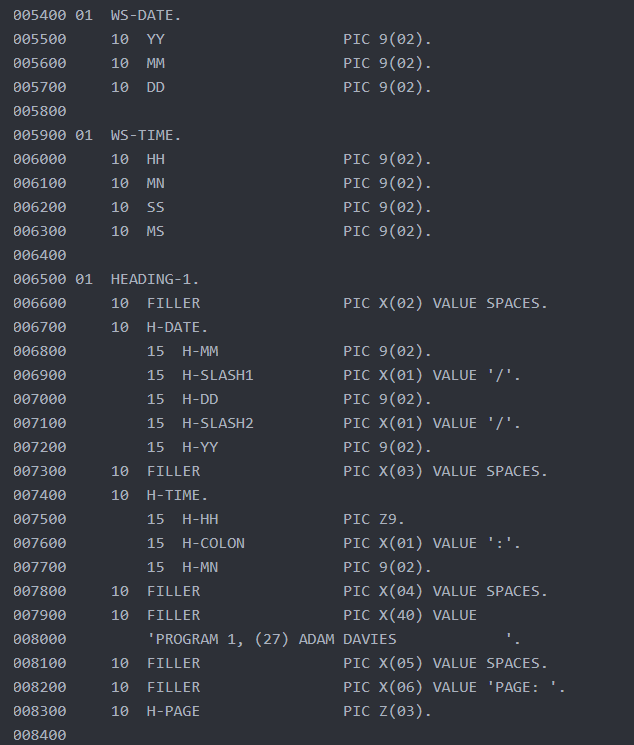 005400 01  WS-DATE.
005500     10  YY                    PIC 9(02).
005600     10  MM                    PIC 9(02).
005700     10  DD                    PIC 9(02).
005800
005900 01  WS-TIME.
006000     10  HH                    PIC 9(02).
006100     10  MN                    PIC 9(02).
006200     10  SS                    PIC 9(02).
006300     10  MS                    PIC 9(02).
006400
006500 01  HEADING-1.
006600     10  FILLER                PIC X(02) VALUE SPACES.
006700     10  H-DATE.
006800         15  H-MM              PIC 9(02).
006900         15  H-SLASH1          PIC X(01) VALUE '/'.
007000         15  H-DD              PIC 9(02).
007100         15  H-SLASH2          PIC X(01) VALUE '/'.
007200         15  H-YY              PIC 9(02).
007300     10  FILLER                PIC X(03) VALUE SPACES.
007400     10  H-TIME.
007500         15  H-HH              PIC Z9.
007600         15  H-COLON           PIC X(01) VALUE ':'.
007700         15  H-MN              PIC 9(02).
007800     10  FILLER                PIC X(04) VALUE SPACES.
007900     10  FILLER                PIC X(40) VALUE
008000         'PROGRAM 1, (27) ADAM DAVIES            '.
008100     10  FILLER                PIC X(05) VALUE SPACES.
008200     10  FILLER                PIC X(06) VALUE 'PAGE: '.
008300     10  H-PAGE                PIC Z(03).
008400